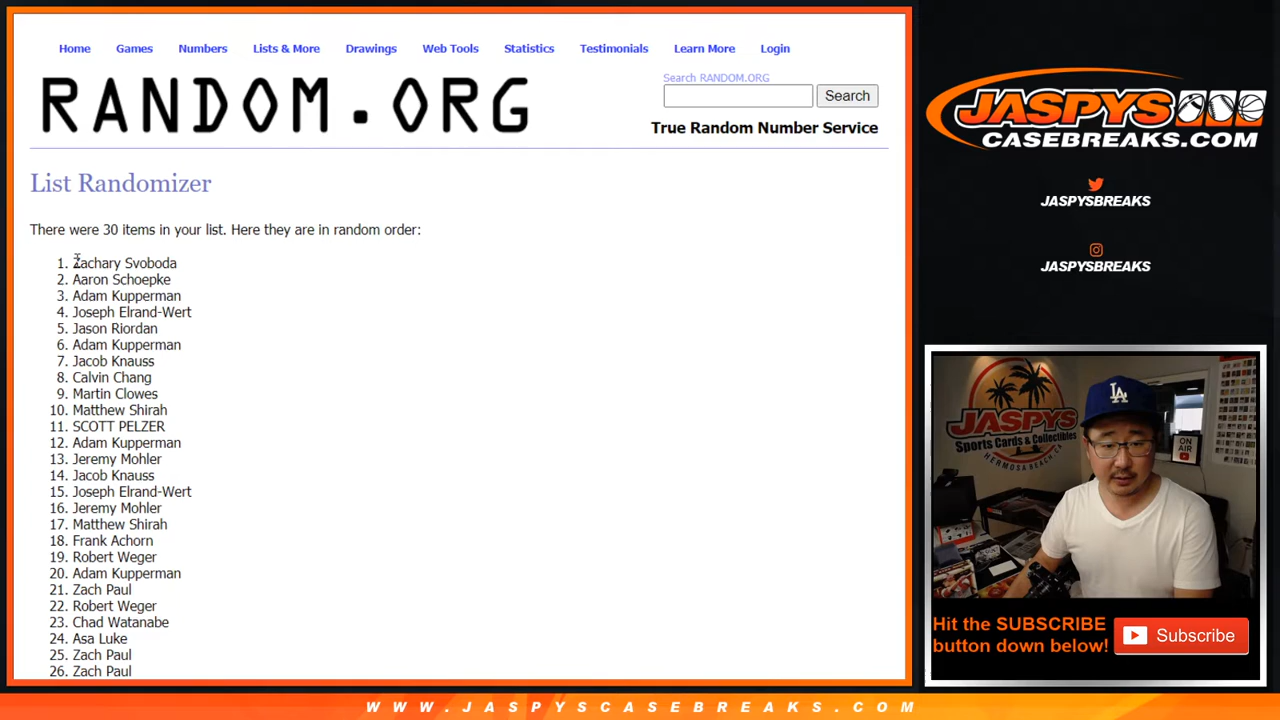 Home Games Numbers Lists & More Drawings Web Tools Statistics Testimonials Learn More Login
RANDOM.ORG
Search RANDOM.ORG
Search
True Random Number Service
List Randomizer
There were 30 items in your list. Here they are in random order:
1. Zachary Svoboda
2. Aaron Schoepke
3. Adam Kupperman
4. Joseph Elrand-Wert
5. Jason Riordan
6. Adam Kupperman
7. Jacob Knauss
8. Calvin Chang
9. Martin Clowes
10. Matthew Shirah
11. SCOTT PELZER
12. Adam Kupperman
13. Jeremy Mohler
14. Jacob Knauss
15. Joseph Elrand-Wert
16. Jeremy Mohler
17. Matthew Shirah
18. Frank Achorn
19. Robert Weger
20. Adam Kupperman
21. Zach Paul
22. Robert Weger
23. Chad Watanabe
24. Asa Luke
25. Zach Paul
26. Zach Paul
JASPYS
CASEBREAKS.COM
JASPYSBREAKS
JASPYSBREAKS
JASPYS
Sports Cards & Collectibles
HERMOSA BEACH, CA
LA
ON
AIR
Hit the SUBSCRIBE
button down below!
Subscribe
WWW.JASPYSCASEBREAKS.COM